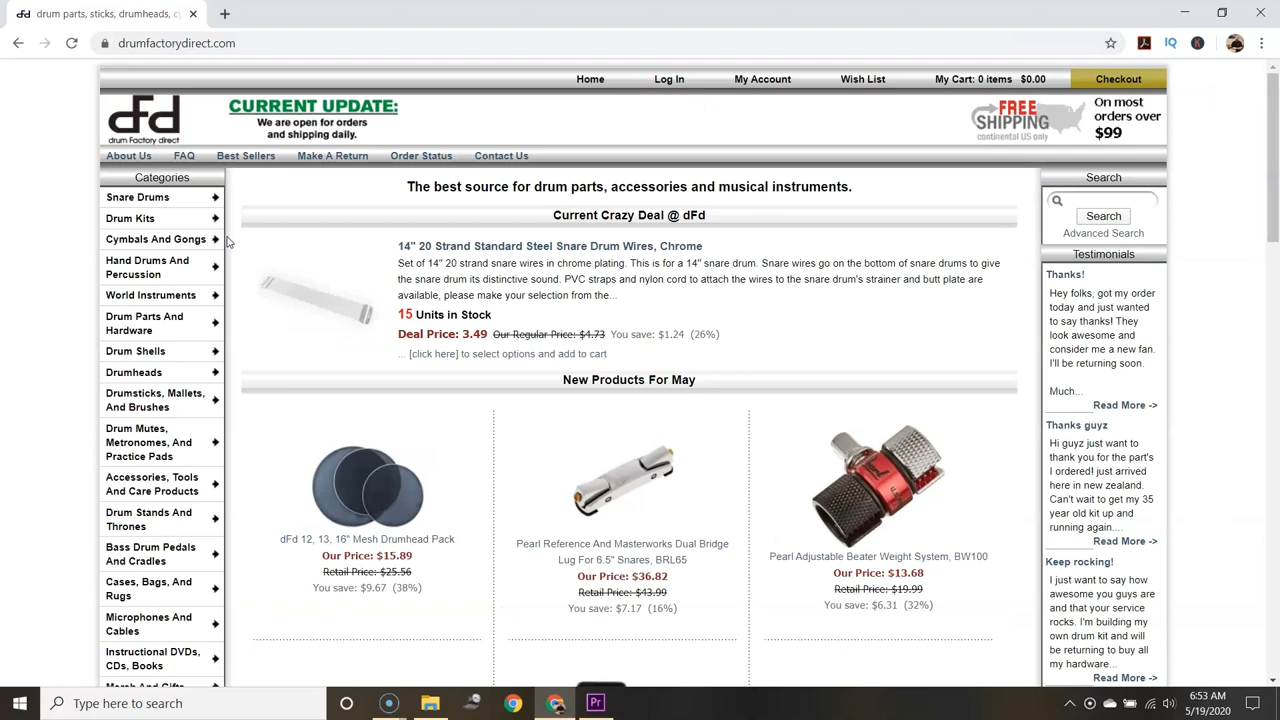 dfd drum parts, sticks, drumheads, cy
drumfactorydirect.com
Home Log In My Account Wish List My Cart: 0 items $0.00 Checkout
dfd
drum Factory direct
CURRENT UPDATE:
We are open for orders
and shipping daily.
FREE
SHIPPING
continental US only
On most
orders over
$99
About Us FAQ Best Sellers Make A Return Order Status Contact Us
Categories
Snare Drums
Drum Kits
Cymbals And Gongs
Hand Drums And
Percussion
World Instruments
Drum Parts And
Hardware
Drum Shells
Drumheads
Drumsticks, Mallets,
And Brushes
Drum Mutes,
Metronomes, And
Practice Pads
Accessories, Tools
And Care Products
Drum Stands And
Thrones
Bass Drum Pedals
And Cradles
Cases, Bags, And
Rugs
Microphones And
Cables
Instructional DVDs,
CDs, Books
Merch And Gifts
The best source for drum parts, accessories and musical instruments.
Current Crazy Deal @ dFd
14" 20 Strand Standard Steel Snare Drum Wires, Chrome
Set of 14" 20 strand snare wires in chrome plating. This is for a 14" snare drum. Snare wires go on the bottom of snare drums to give
the snare drum its distinctive sound. PVC straps and nylon cord to attach the wires to the snare drum's strainer and butt plate are
available, please make your selection from the...
15 Units in Stock
Deal Price: 3.49 Our Regular Price: $4.73 You save: $1.24 (26%)
... [click here] to select options and add to cart
New Products For May
dFd 12, 13, 16" Mesh Drumhead Pack
Our Price: $15.89
Retail Price: $25.56
You save: $9.67 (38%)
Pearl Reference And Masterworks Dual Bridge
Lug For 6.5" Snares, BRL65
Our Price: $36.82
Retail Price: $43.99
You save: $7.17 (16%)
Pearl Adjustable Beater Weight System, BW100
Our Price: $13.68
Retail Price: $19.99
You save: $6.31 (32%)
Search
Search
Advanced Search
Testimonials
Thanks!
Hey folks, got my order
today and just wanted
to say thanks! They
look awesome and
consider me a new fan.
I'll be returning soon.
Much...
Read More ->
Thanks guyz
Hi guyz just want to
thank you for the part's
I ordered! just arrived
here in new zealand.
Can't wait to get my 35
year old kit up and
running again....
Read More ->
Keep rocking!
I just want to say how
awesome you guys are
and that your service
rocks. I'm building my
own drum kit and will
be returning to buy all
my hardware...
Read More ->
Type here to search
Pr
6:53 AM
5/19/2020